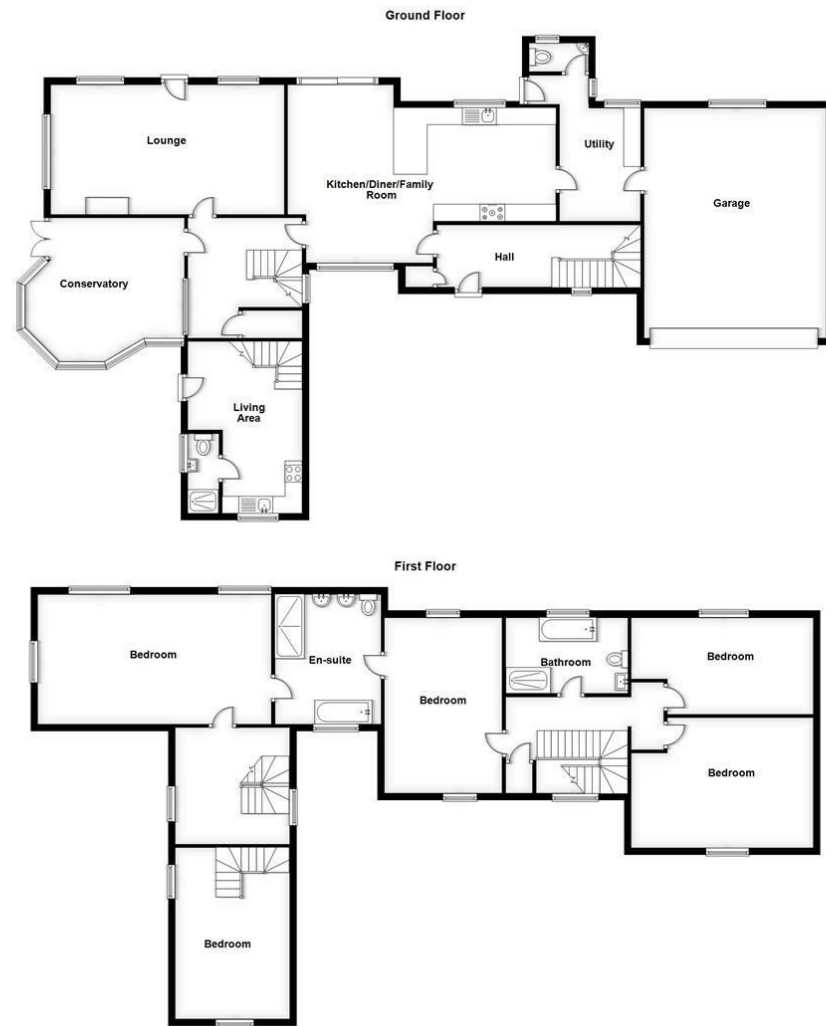 Ground Floor
Lounge
Utility
Kitchen/Diner/Family
Room
Garage
Hall
Conservatory
Living
Area
First Floor
Bedroom
En-suite
Bathroom
Bedroom
Bedroom
Bedroom
Bedroom